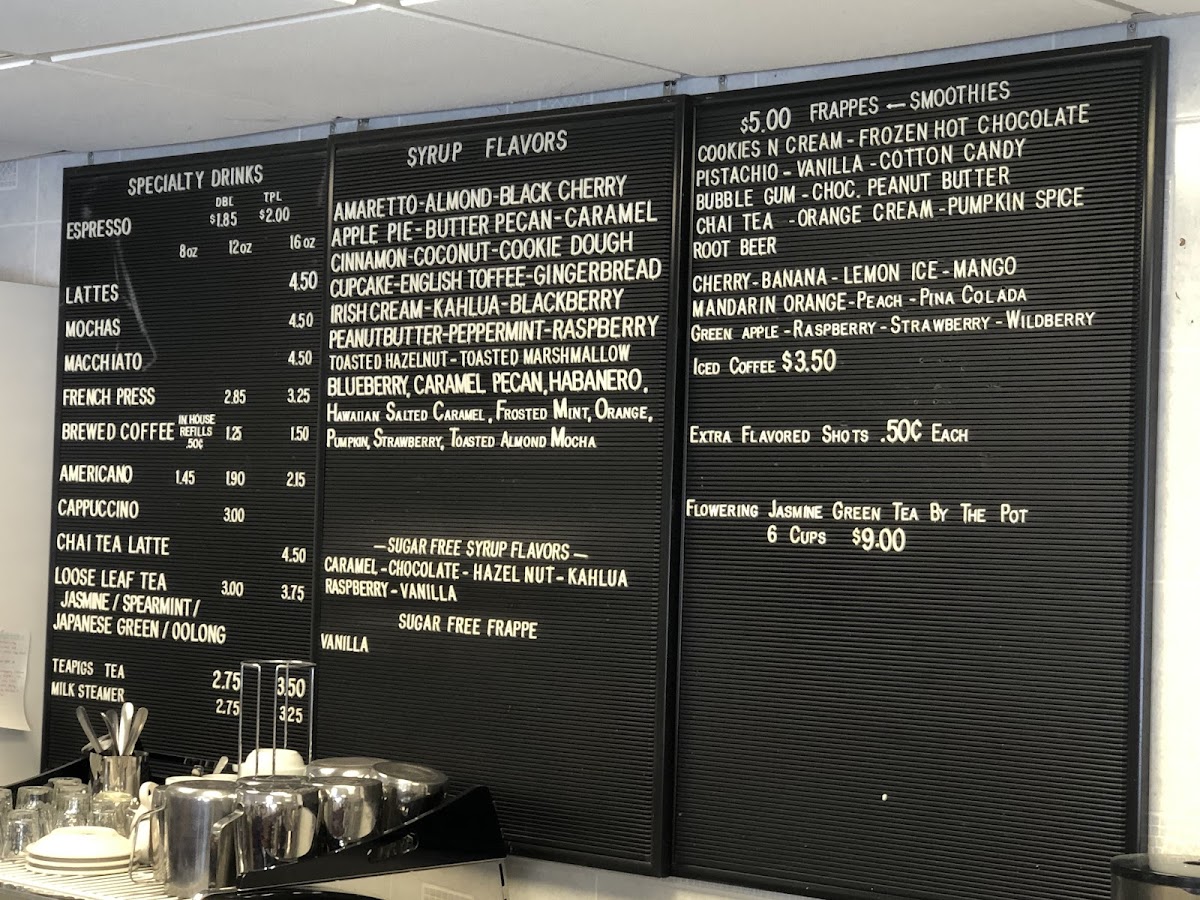 SPECIALTY DRINKS
DBL TPL
ESPRESSO $1.85 $2.00
8oz 12oz 16oz
LATTES 4.50
MOCHAS 4.50
MACCHIATO 4.50
FRENCH PRESS 2.85 3.25
BREWED COFFEE IN HOUSE REFILLS .50¢ 1.25 1.50
AMERICANO 1.45 1.90 2.15
CAPPUCCINO 3.00
CHAI TEA LATTE 4.50
LOOSE LEAF TEA 3.00 3.75
JASMINE / SPEARMINT /
JAPANESE GREEN / OOLONG
TEAPIGS TEA 2.75 3.50
MILK STEAMER 2.75 3.25
SYRUP FLAVORS
AMARETTO-ALMOND-BLACK CHERRY
APPLE PIE-BUTTER PECAN-CARAMEL
CINNAMON-COCONUT-COOKIE DOUGH
CUPCAKE-ENGLISH TOFFEE-GINGERBREAD
IRISH CREAM-KAHLUA-BLACKBERRY
PEANUTBUTTER-PEPPERMINT-RASPBERRY
TOASTED HAZELNUT-TOASTED MARSHMALLOW
BLUEBERRY, CARAMEL PECAN, HABANERO,
HAWAIIAN SALTED CARAMEL, FROSTED MINT, ORANGE,
PUMPKIN, STRAWBERRY, TOASTED ALMOND MOCHA
—SUGAR FREE SYRUP FLAVORS—
CARAMEL-CHOCOLATE-HAZEL NUT-KAHLUA
RASPBERRY-VANILLA
SUGAR FREE FRAPPE
VANILLA
$5.00 FRAPPES — SMOOTHIES
COOKIES N CREAM-FROZEN HOT CHOCOLATE
PISTACHIO-VANILLA-COTTON CANDY
BUBBLE GUM-CHOC. PEANUT BUTTER
CHAI TEA -ORANGE CREAM-PUMPKIN SPICE
ROOT BEER
CHERRY-BANANA-LEMON ICE-MANGO
MANDARIN ORANGE-PEACH-PINA COLADA
GREEN APPLE-RASPBERRY-STRAWBERRY-WILDBERRY
ICED COFFEE $3.50
EXTRA FLAVORED SHOTS .50¢ EACH
FLOWERING JASMINE GREEN TEA BY THE POT
6 CUPS $9.00